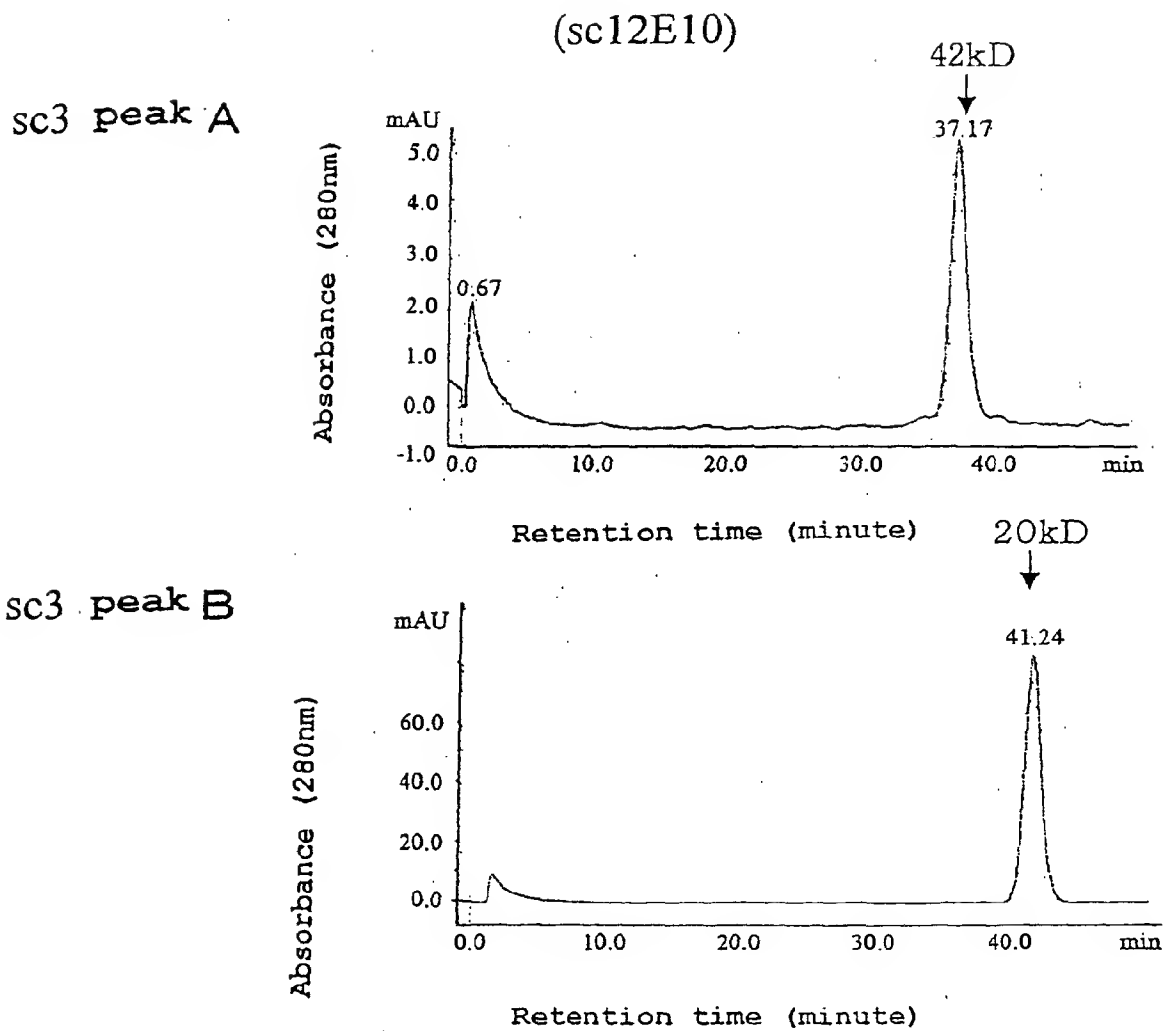 (sc12E10)
42kD
sc3 peak A
mAU
37.17
5.0
4.0
3.0
2.0
1.0
0.0
-1.0
0.67
Absorbance (280nm)
0.0 10.0 20.0 30.0 40.0 min
Retention time (minute)
20kD
sc3 peak B
mAU
41.24
60.0
40.0
20.0
0.0
Absorbance (280nm)
0.0 10.0 20.0 30.0 40.0 min
Retention time (minute)